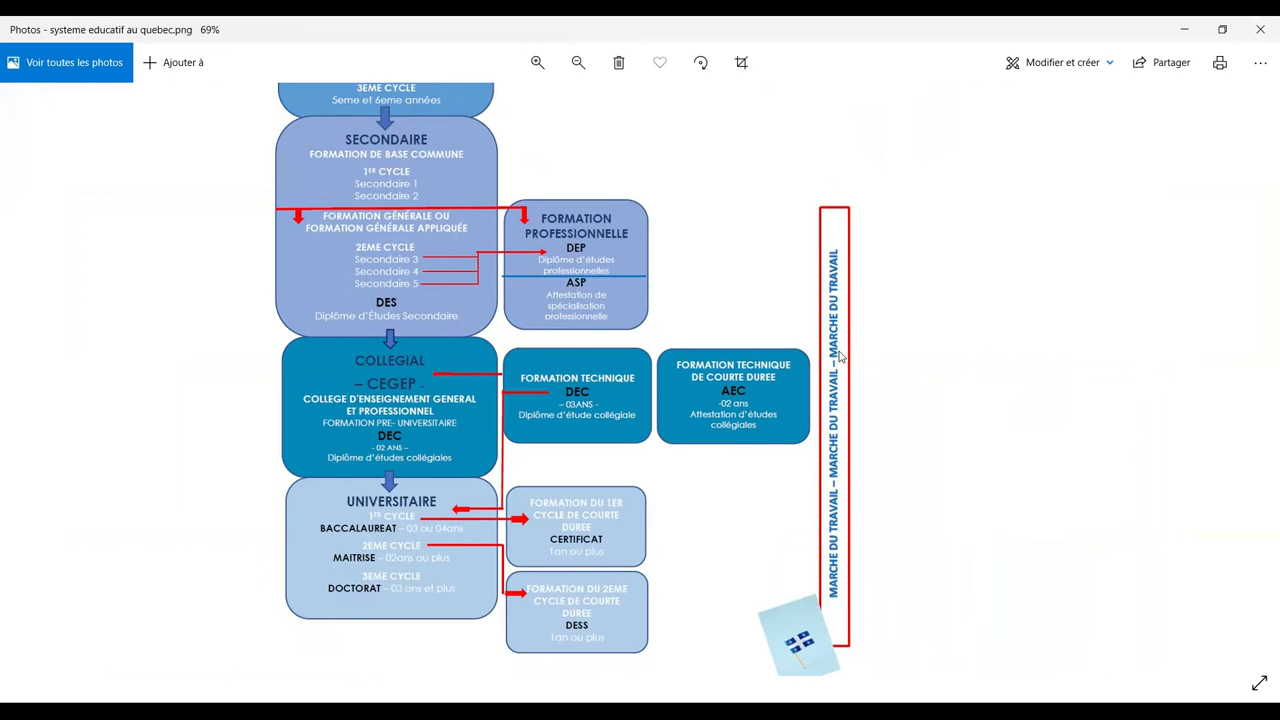 Photos - systeme educatif au quebec.png   69%
Voir toutes les photos
Ajouter à
Modifier et créer
Partager
3EME CYCLE
5eme et 6eme années
SECONDAIRE
FORMATION DE BASE COMMUNE
1ER CYCLE
Secondaire 1
Secondaire 2
FORMATION GÉNÉRALE OU
FORMATION GÉNÉRALE APPLIQUÉE
2EME CYCLE
Secondaire 3
Secondaire 4
Secondaire 5
DES
Diplôme d'Études Secondaire
FORMATION
PROFESSIONNELLE
DEP
Diplôme d'études
professionnelles
ASP
Attestation de
spécialisation
professionnelle
COLLEGIAL
– CEGEP -
COLLEGE D'ENSEIGNEMENT GENERAL
ET PROFESSIONNEL
FORMATION PRE- UNIVERSITAIRE
DEC
- 02 ANS –
Diplôme d'études collégiales
FORMATION TECHNIQUE
DEC
– 03ANS -
Diplôme d'étude collégiale
FORMATION TECHNIQUE
DE COURTE DUREE
AEC
-02 ans
Attestation d'études
collégiales
UNIVERSITAIRE
1ER CYCLE
BACCALAUREAT – 03 ou 04ans
2EME CYCLE
MAITRISE – 02ans ou plus
3EME CYCLE
DOCTORAT – 03 ans et plus
FORMATION DU 1ER
CYCLE DE COURTE
DUREE
CERTIFICAT
1an ou plus
FORMATION DU 2EME
CYCLE DE COURTE
DUREE
DESS
1an ou plus
MARCHE DU TRAVAIL – MARCHE DU TRAVAIL – MARCHE DU TRAVAIL